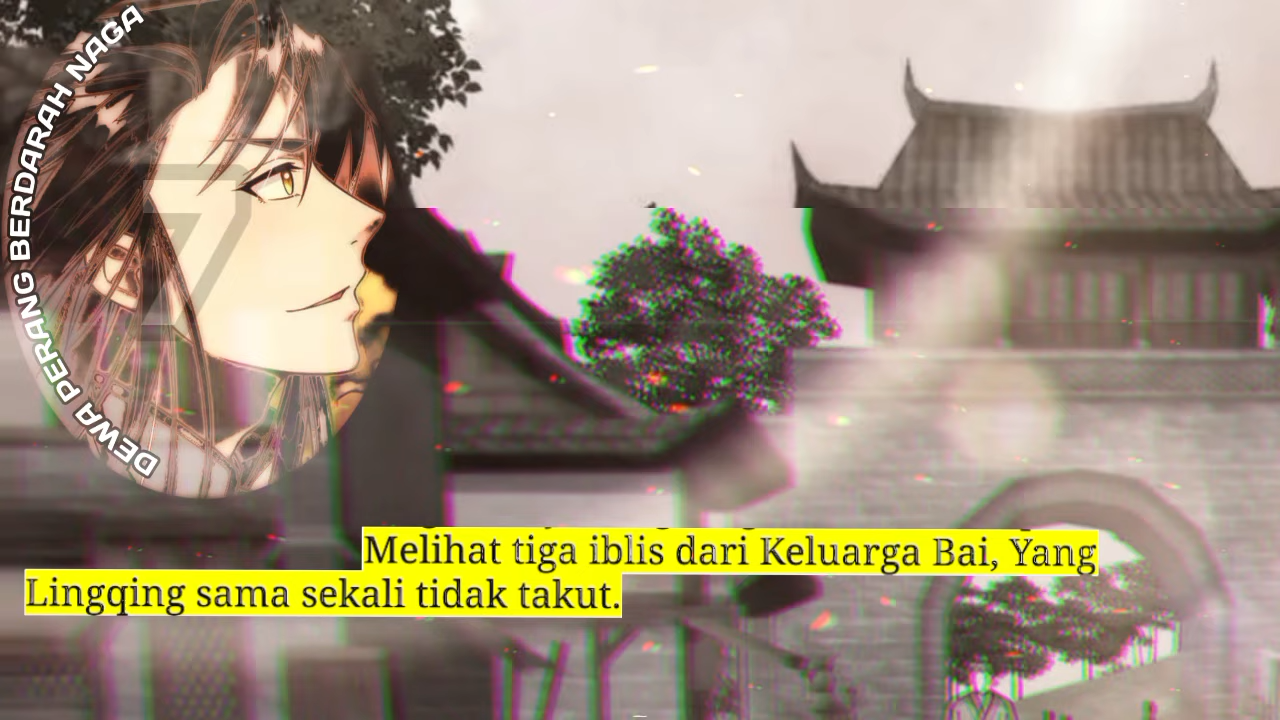 DEWA PERANG BERDARAH NAGA
Melihat tiga iblis dari Keluarga Bai, Yang
Lingqing sama sekali tidak takut.